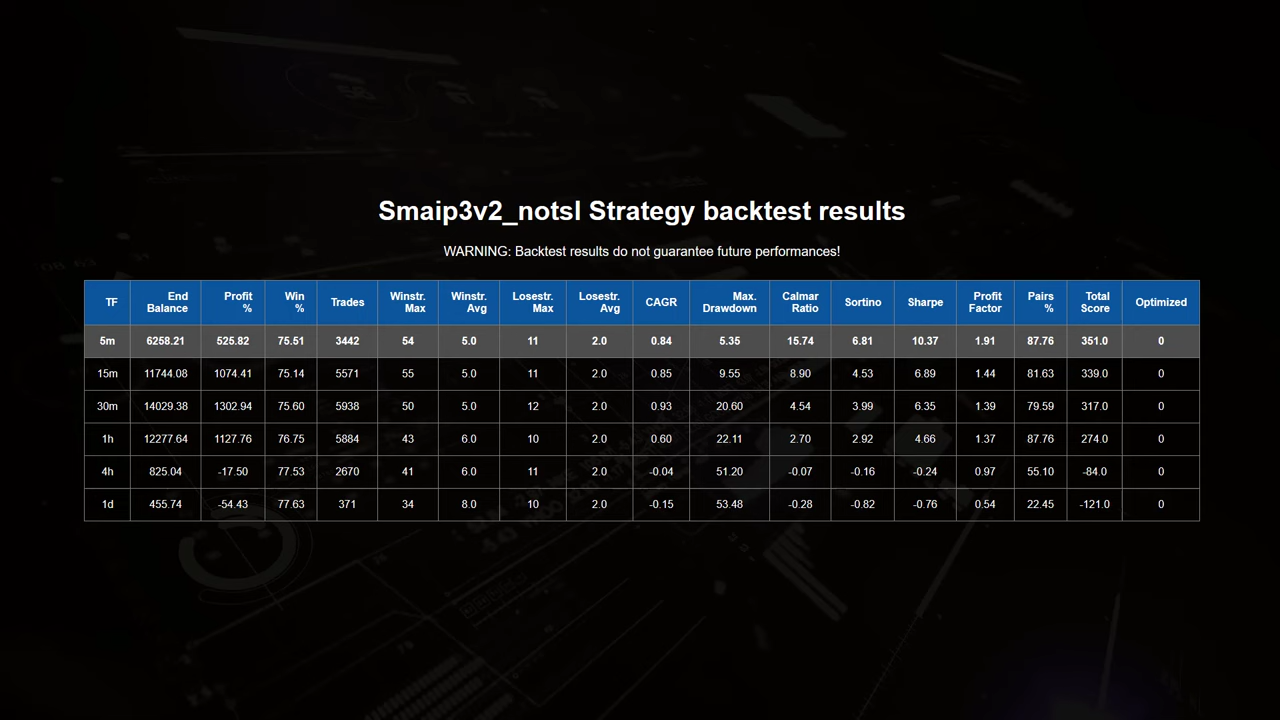 Smaip3v2_notsl Strategy backtest results
WARNING: Backtest results do not guarantee future performances!
TF End Balance Profit % Win % Trades Winstr. Max Winstr. Avg Losestr. Max Losestr. Avg CAGR Max. Drawdown Calmar Ratio Sortino Sharpe Profit Factor Pairs % Total Score Optimized
5m 6258.21 525.82 75.51 3442 54 5.0 11 2.0 0.84 5.35 15.74 6.81 10.37 1.91 87.76 351.0 0
15m 11744.08 1074.41 75.14 5571 55 5.0 11 2.0 0.85 9.55 8.90 4.53 6.89 1.44 81.63 339.0 0
30m 14029.38 1302.94 75.60 5938 50 5.0 12 2.0 0.93 20.60 4.54 3.99 6.35 1.39 79.59 317.0 0
1h 12277.64 1127.76 76.75 5884 43 6.0 10 2.0 0.60 22.11 2.70 2.92 4.66 1.37 87.76 274.0 0
4h 825.04 -17.50 77.53 2670 41 6.0 11 2.0 -0.04 51.20 -0.07 -0.16 -0.24 0.97 55.10 -84.0 0
1d 455.74 -54.43 77.63 371 34 8.0 10 2.0 -0.15 53.48 -0.28 -0.82 -0.76 0.54 22.45 -121.0 0